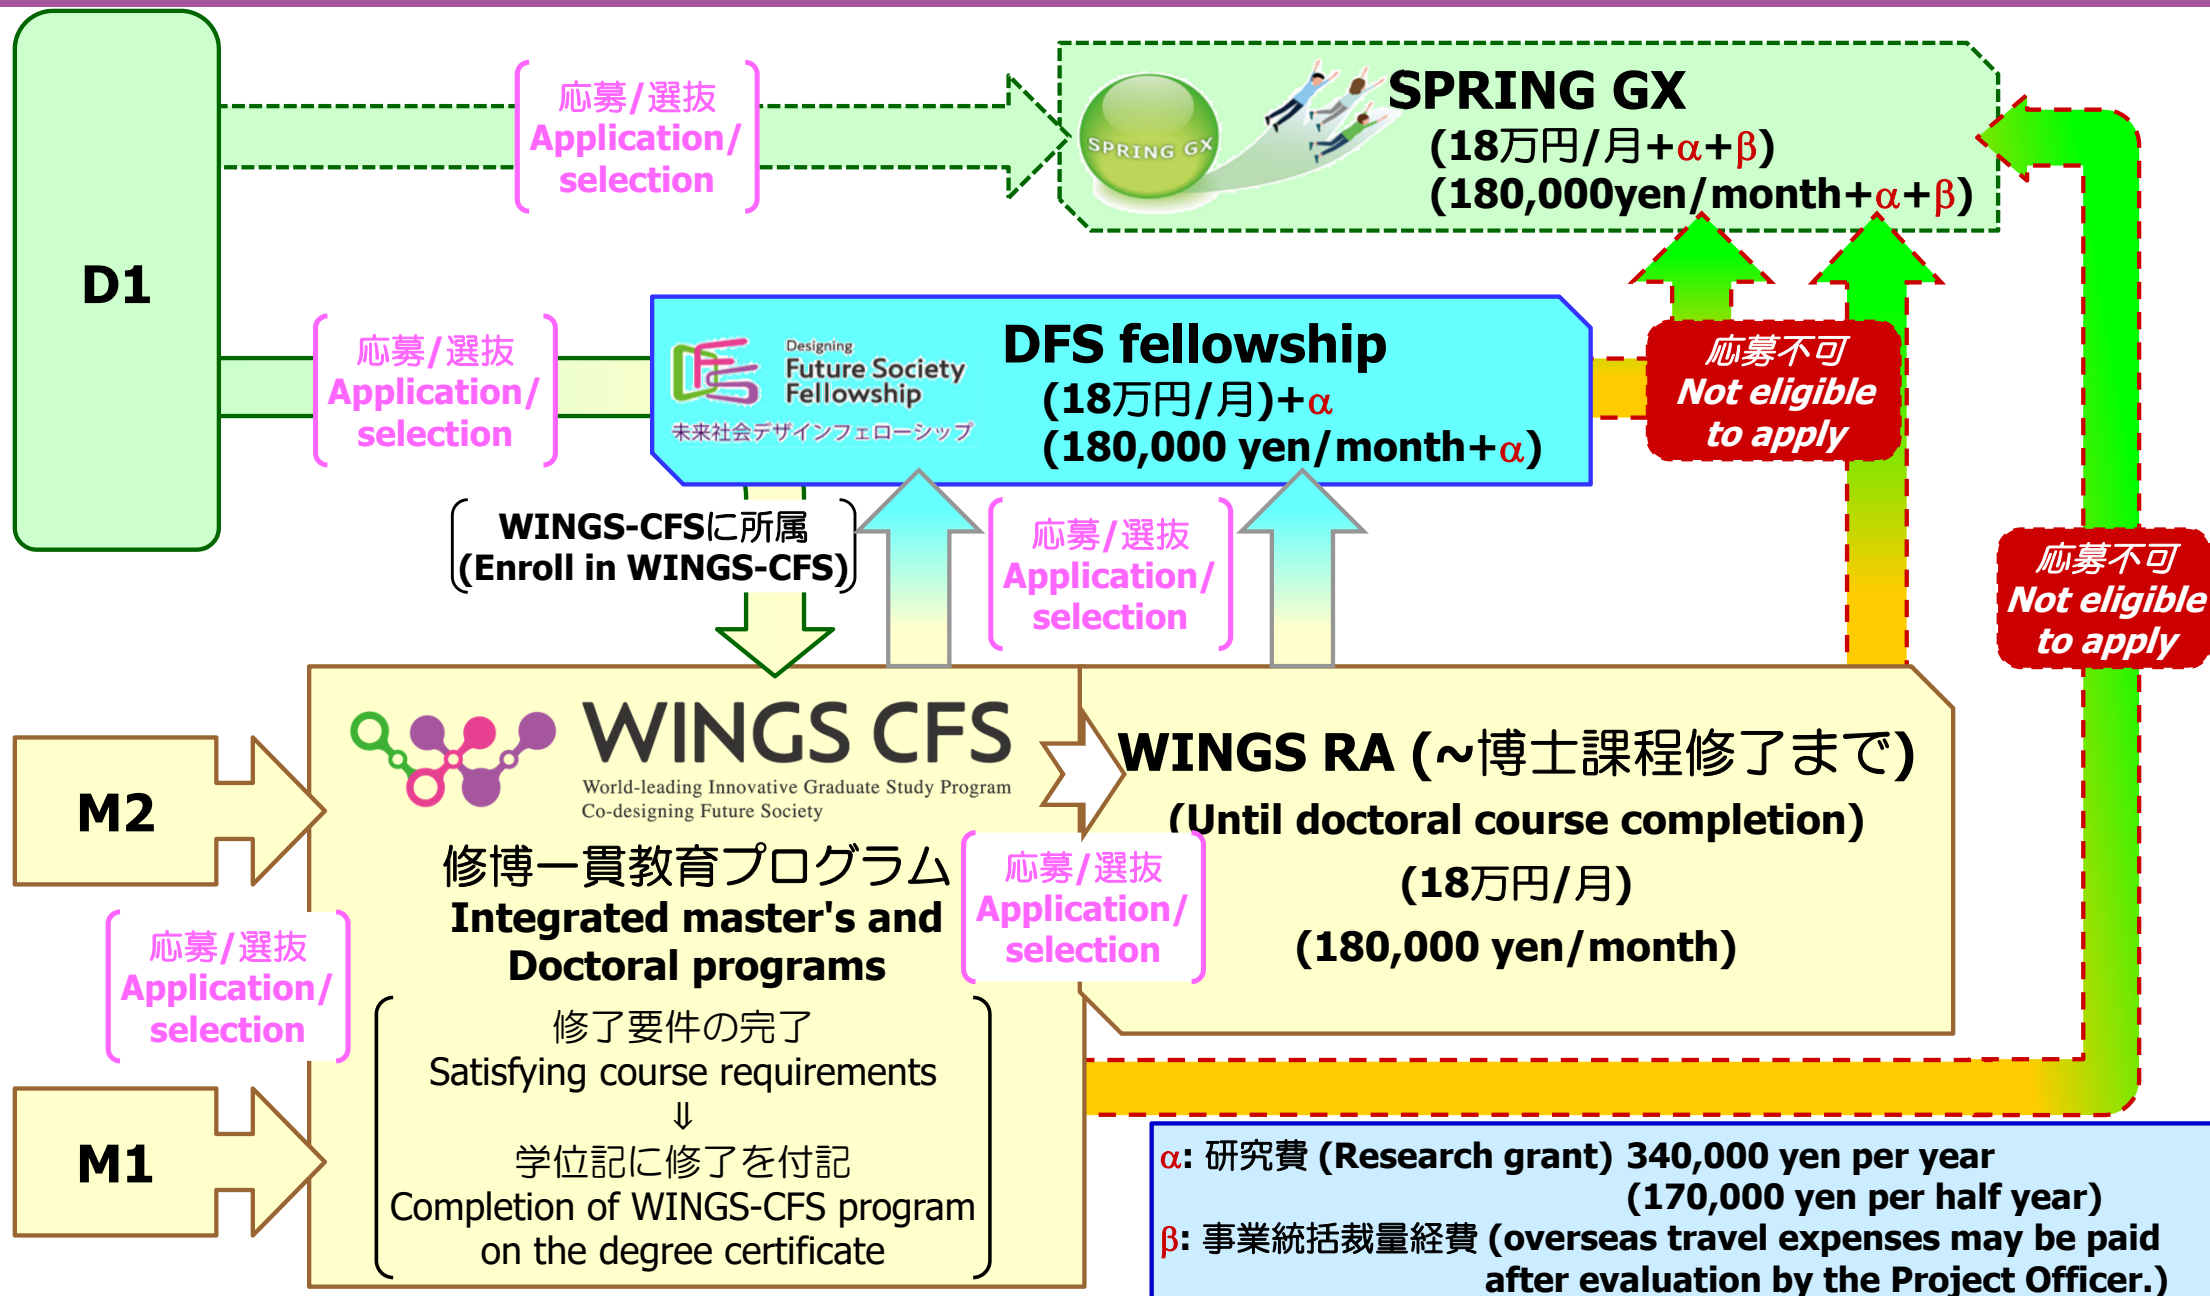 D1
応募/選抜
Application/
selection
SPRING GX
SPRING GX
(18万円/月+α+β)
(180,000yen/month+α+β)
応募/選抜
Application/
selection
Designing
Future Society
Fellowship
未来社会デザインフェローシップ
DFS fellowship
(18万円/月)+α
(180,000 yen/month+α)
応募不可
Not eligible
to apply
WINGS-CFSに所属
(Enroll in WINGS-CFS)
応募/選抜
Application/
selection
応募不可
Not eligible
to apply
M2
応募/選抜
Application/
selection
M1
WINGS CFS
World-leading Innovative Graduate Study Program
Co-designing Future Society
修博一貫教育プログラム
Integrated master's and
Doctoral programs
修了要件の完了
Satisfying course requirements
⇓
学位記に修了を付記
Completion of WINGS-CFS program
on the degree certificate
応募/選抜
Application/
selection
WINGS RA (~博士課程修了まで)
(Until doctoral course completion)
(18万円/月)
(180,000 yen/month)
α: 研究費 (Research grant) 340,000 yen per year
(170,000 yen per half year)
β: 事業統括裁量経費 (overseas travel expenses may be paid
after evaluation by the Project Officer.)